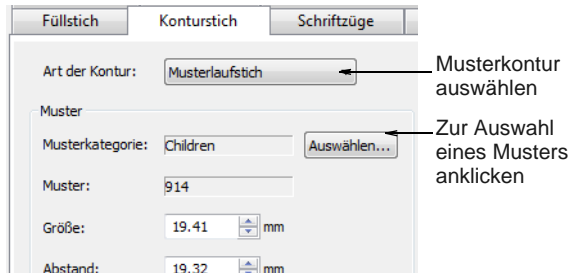 Füllstich Konturstich Schriftzüge
Art der Kontur: Musterlaufstich
Musterkontur
auswählen
Muster
Musterkategorie: Children Auswählen...
Zur Auswahl
eines Musters
anklicken
Muster: 914
Größe: 19.41 mm
Abstand: 19.32 mm